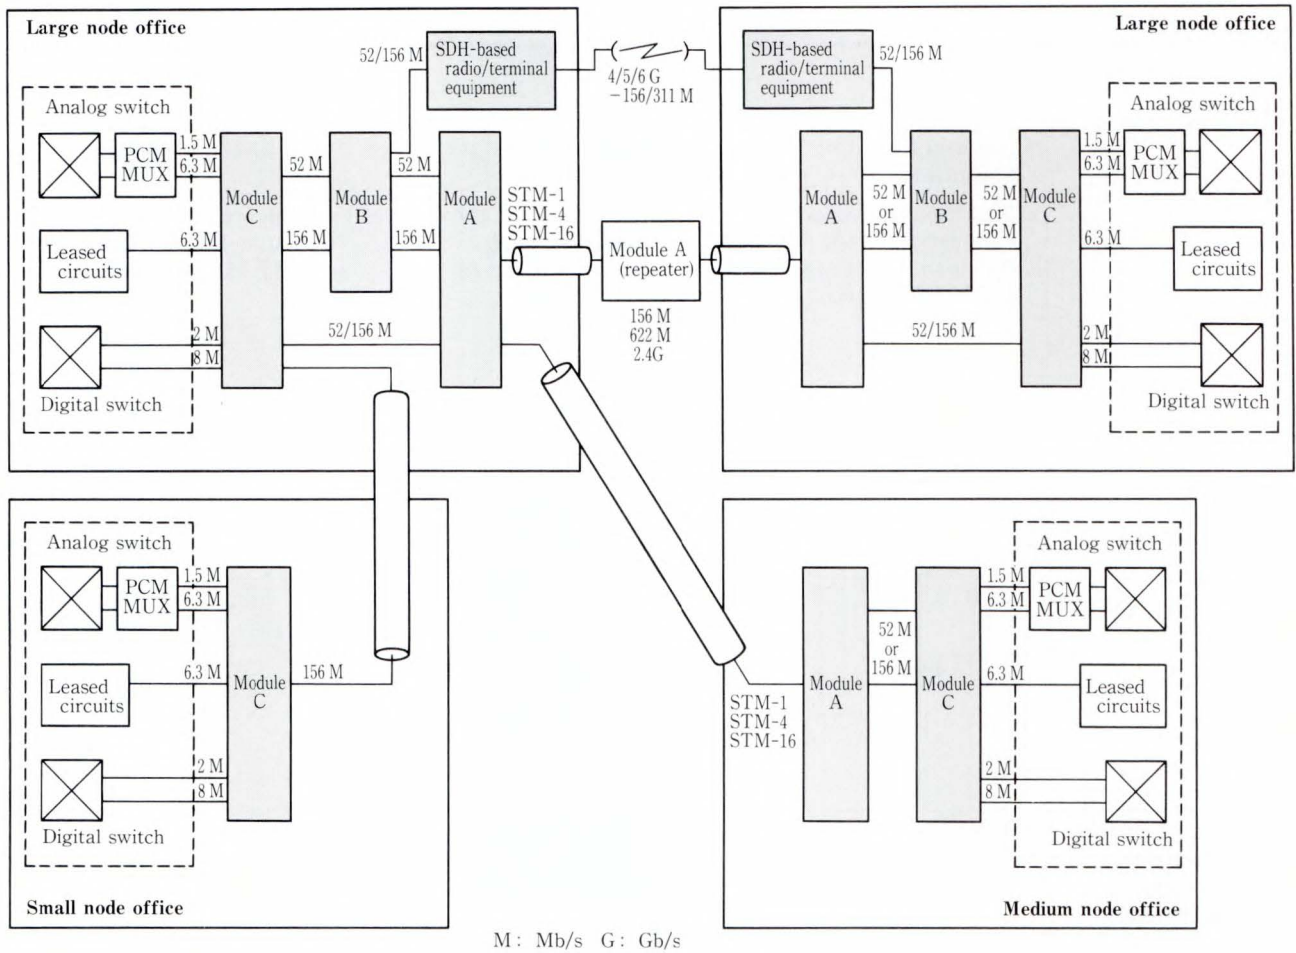 Large node office
Analog switch
PCM
MUX
1.5 M
6.3 M
Leased
circuits
6.3 M
2 M
8 M
Digital switch
Module
C
52 M
156 M
Module
B
52 M
156 M
Module
A
52/156 M
52/156 M
SDH-based
radio/terminal
equipment
4/5/6 G
-156/311 M
STM-1
STM-4
STM-16
Module A
(repeater)
156 M
622 M
2.4G
Large node office
SDH-based
radio/terminal
equipment
52/156 M
Module
A
52 M
or
156 M
Module
B
52 M
or
156 M
Module
C
52/156 M
Analog switch
1.5 M
6.3 M
PCM
MUX
6.3 M
Leased
circuits
2 M
8 M
Digital switch
Analog switch
PCM
MUX
1.5 M
6.3 M
Leased
circuits
6.3 M
2 M
8 M
Digital switch
Module
C
156 M
Small node office
STM-1
STM-4
STM-16
Module
A
52 M
or
156 M
Module
C
Analog switch
1.5 M
6.3 M
PCM
MUX
6.3 M
Leased
circuits
2 M
8 M
Digital switch
Medium node office
M : Mb/s G : Gb/s